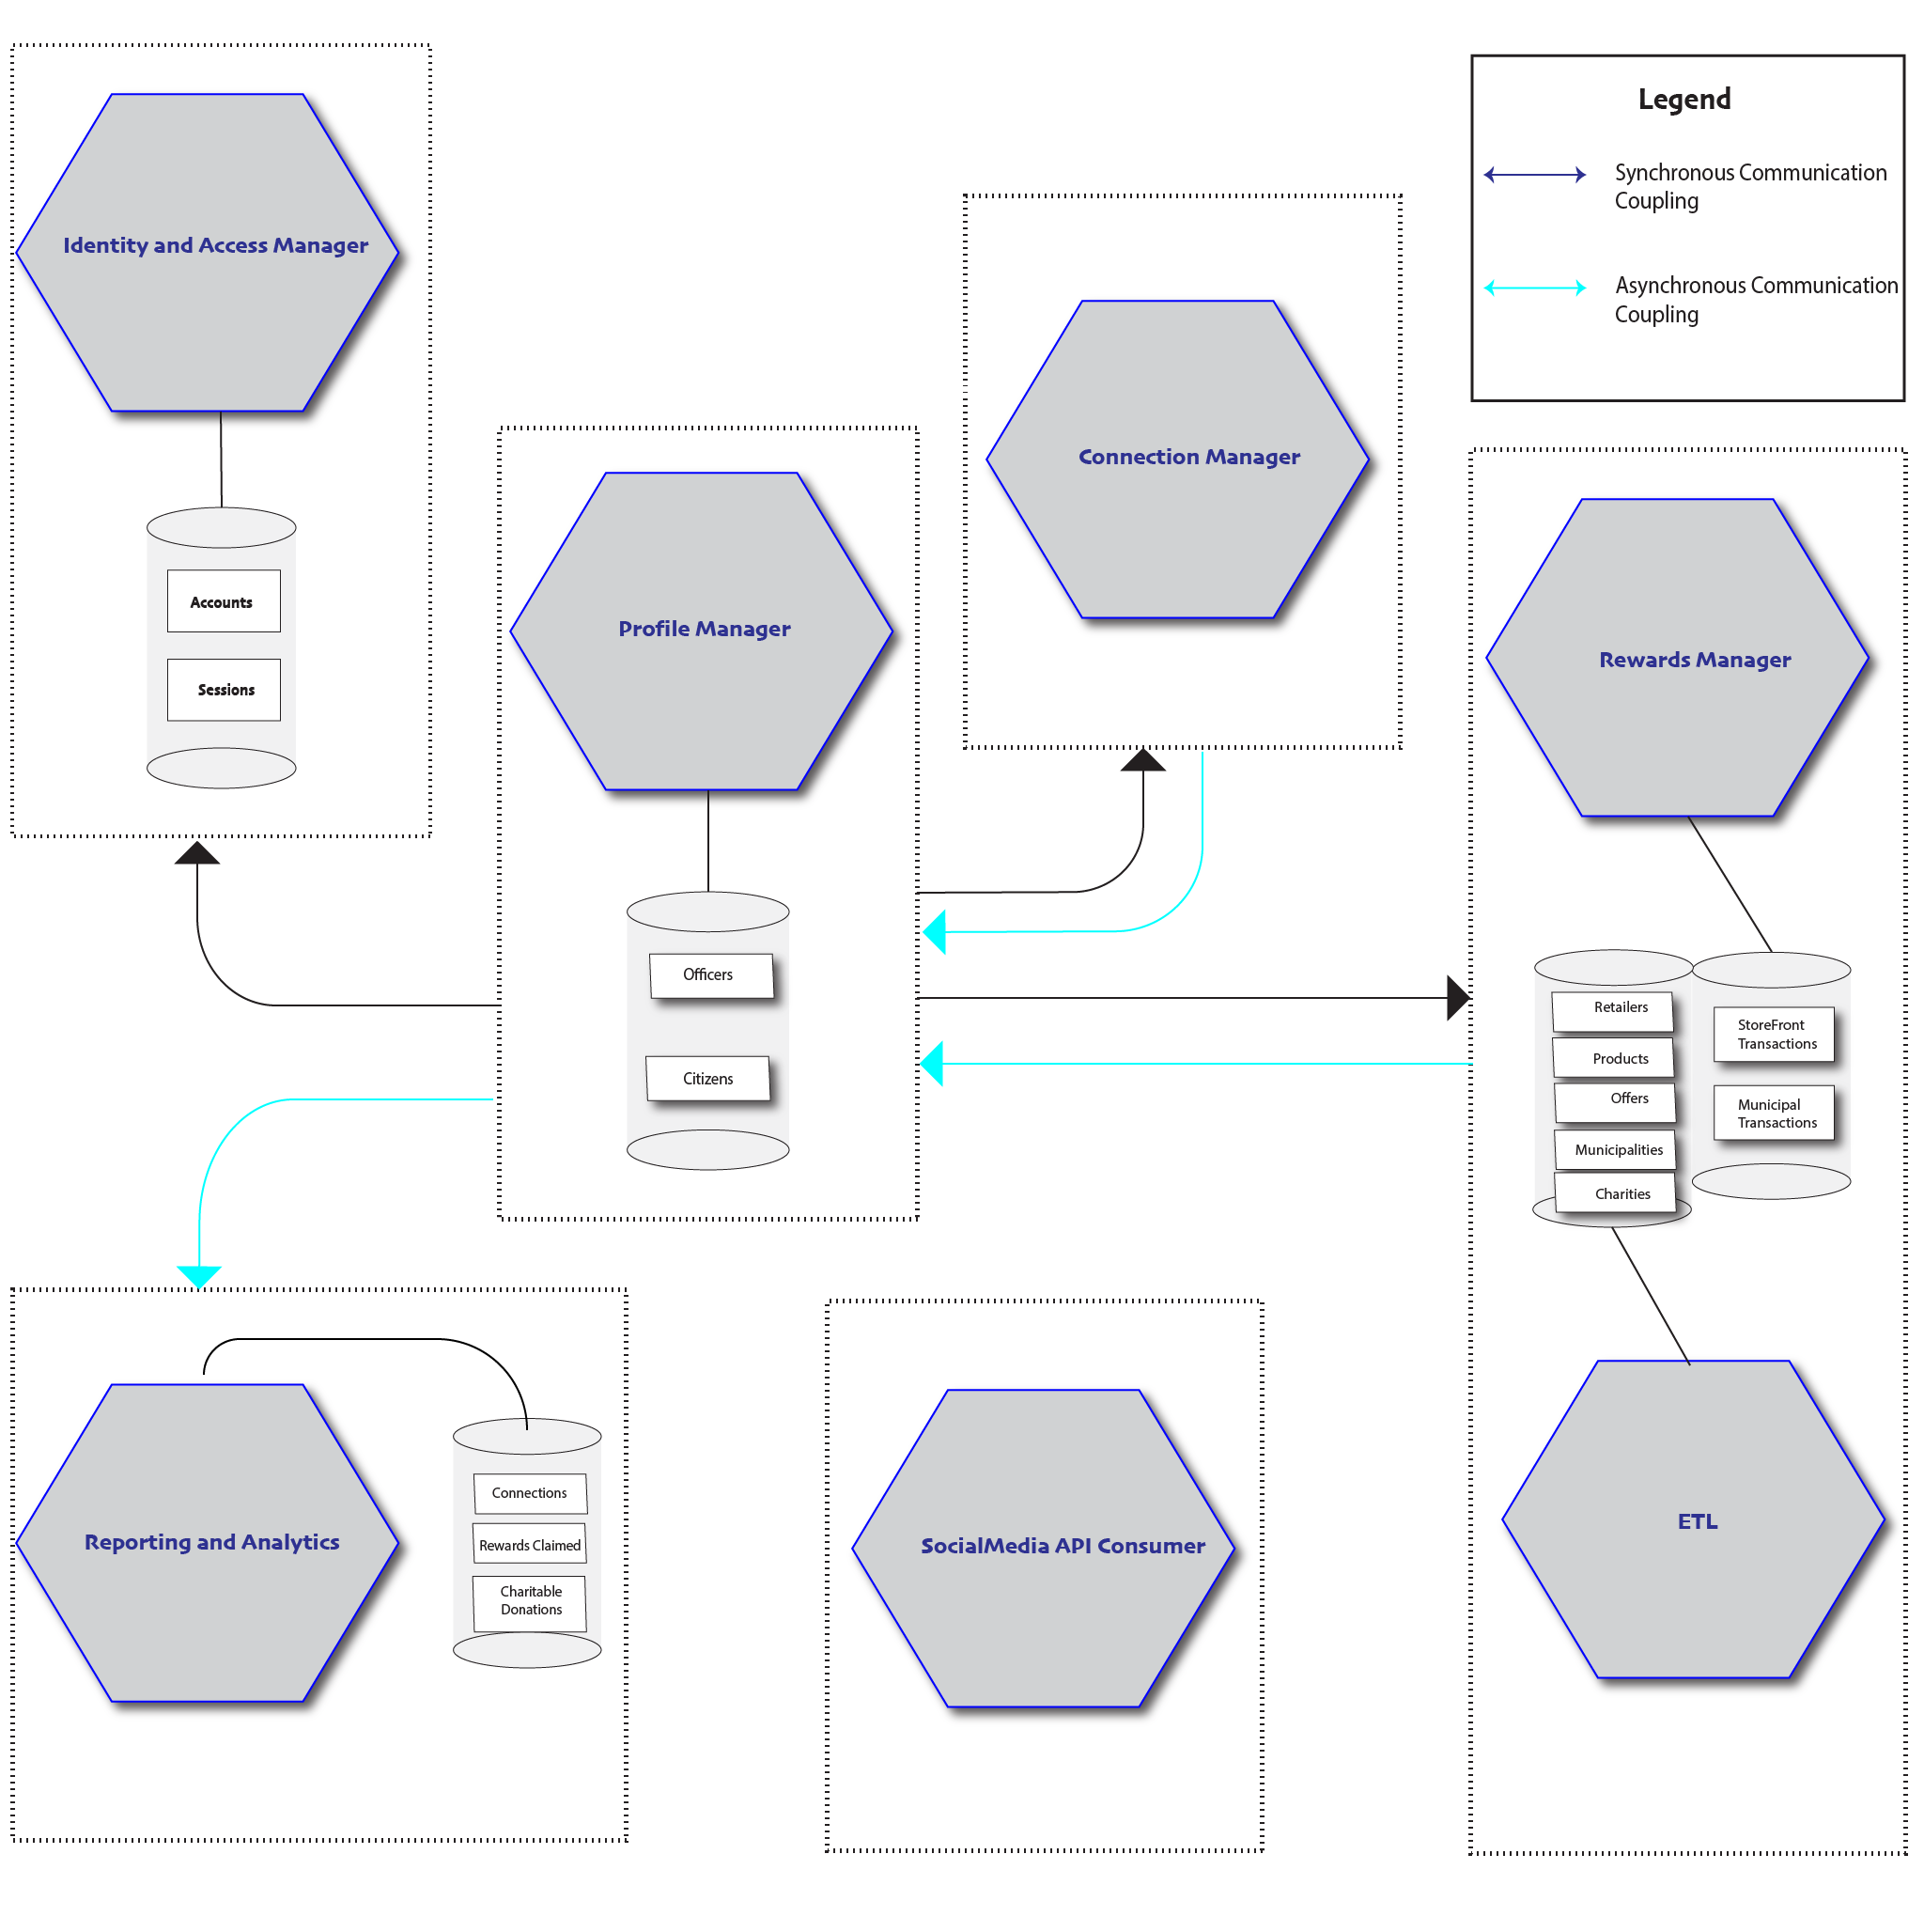 Legend
Synchronous Communication
Coupling
Asynchronous Communication
Coupling
Identity and Access Manager
Accounts
Sessions
Profile Manager
Officers
Citizens
Connection Manager
Rewards Manager
Retailers
Products
Offers
Municipalities
Charities
StoreFront
Transactions
Municipal
Transactions
ETL
Reporting and Analytics
Connections
Rewards Claimed
Charitable
Donations
SocialMedia API Consumer